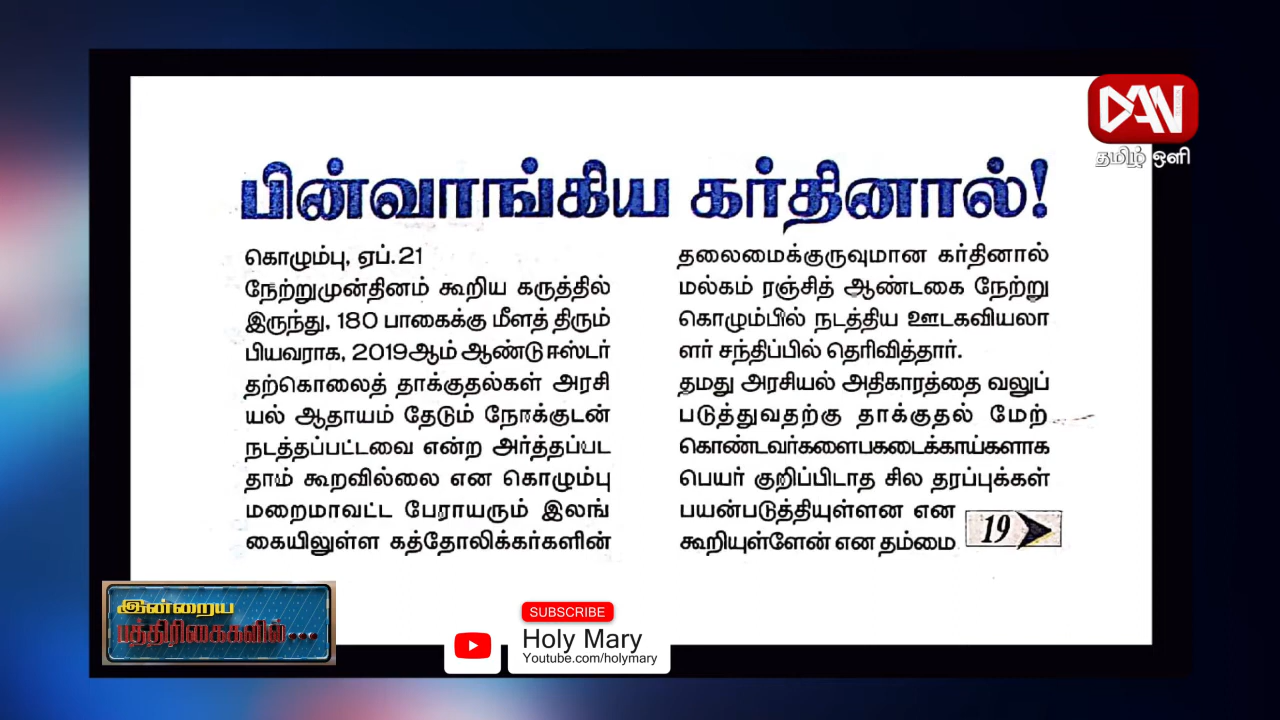 DAN
தமிழ் ஒளி
பின்வாங்கிய கர்தினால்!
கொழும்பு, ஏப். 21
நேற்றுமுன்தினம் கூறிய கருத்தில்
இருந்து, 180 பாகைக்கு மீளத் திரும்
பியவராக, 2019ஆம் ஆண்டு ஈஸ்டர்
தற்கொலைத் தாக்குதல்கள் அரசி
யல் ஆதாயம் தேடும் நோக்குடன்
நடத்தப்பட்டவை என்ற அர்த்தப்பட
தாம் கூறவில்லை என கொழும்பு
மறைமாவட்ட பேராயரும் இலங்
கையிலுள்ள கத்தோலிக்கர்களின்
தலைமைக்குருவுமான கர்தினால்
மல்கம் ரஞ்சித் ஆண்டகை நேற்று
கொழும்பில் நடத்திய ஊடகவியலா
ளர் சந்திப்பில் தெரிவித்தார்.
தமது அரசியல் அதிகாரத்தை வலுப்
படுத்துவதற்கு தாக்குதல் மேற்
கொண்டவர்களை பகடைக்காய்களாக
பெயர் குறிப்பிடாத சில தரப்புக்கள்
பயன்படுத்தியுள்ளன என
கூறியுள்ளேன் என தம்மை
19
இன்றைய
பத்திரிகைகளில்...
SUBSCRIBE
Holy Mary
Youtube.com/holymary